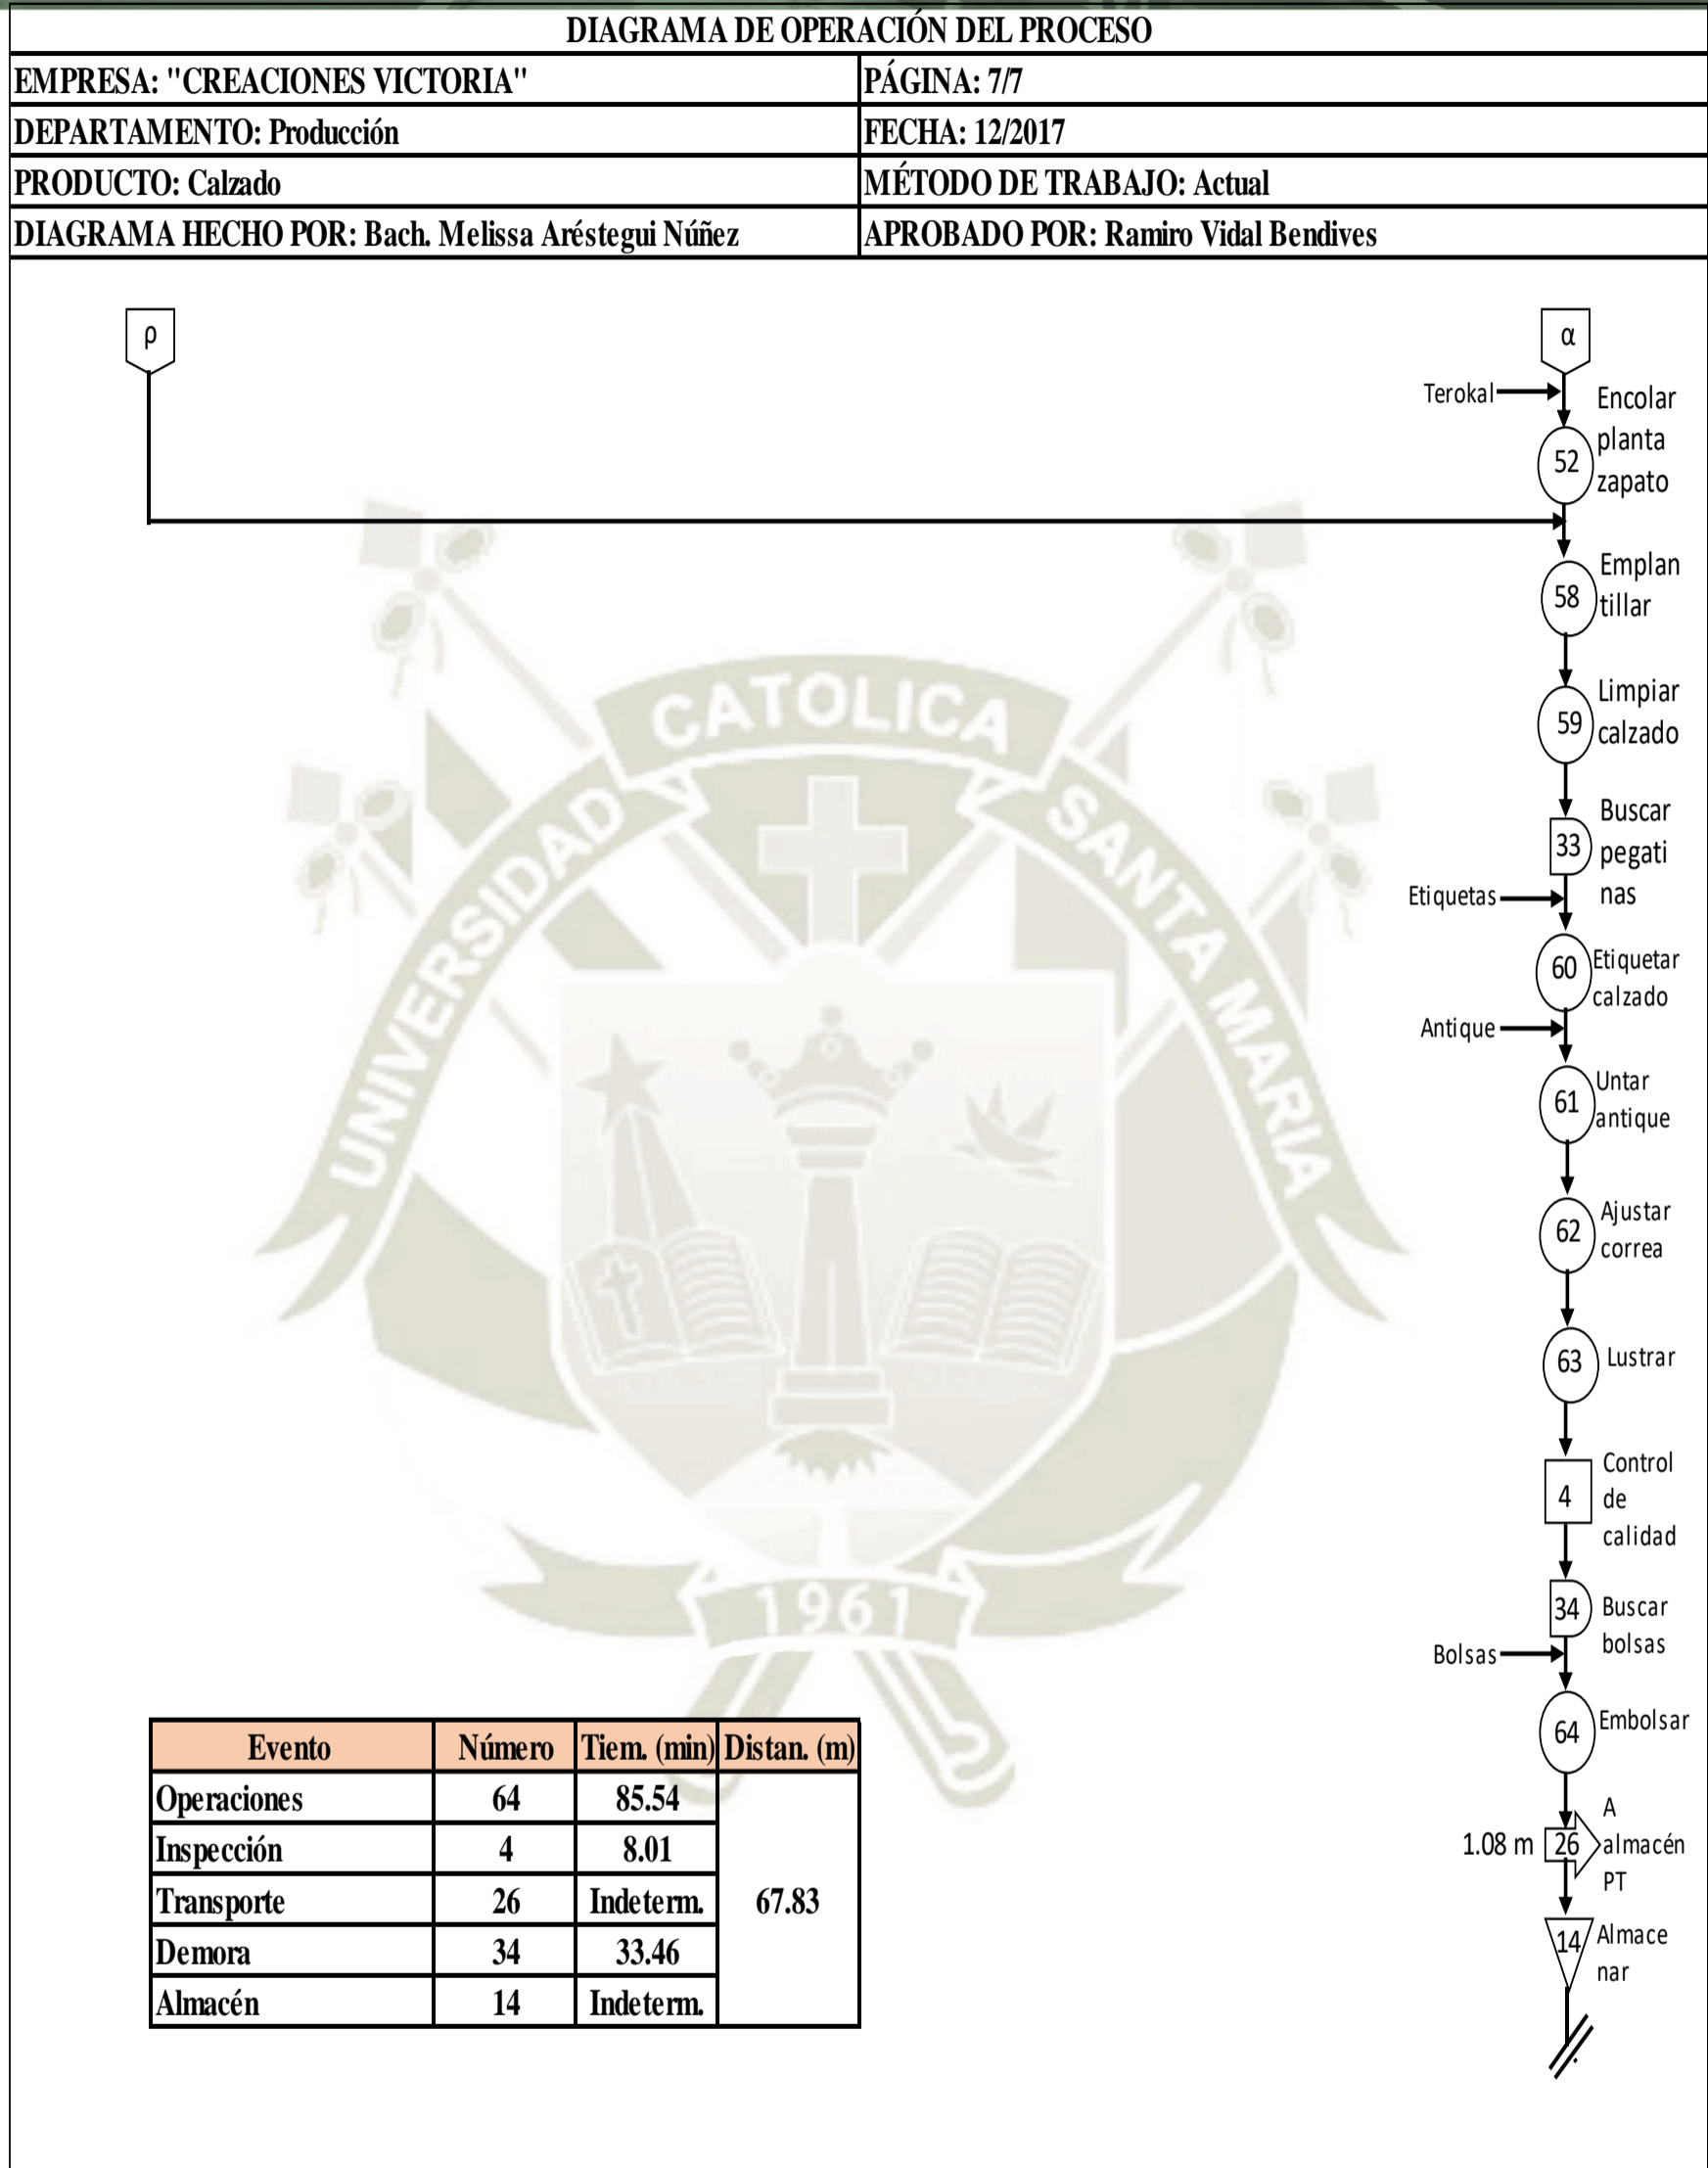 DIAGRAMA DE OPERACIÓN DEL PROCESO
EMPRESA: "CREACIONES VICTORIA"
PÁGINA: 7/7
DEPARTAMENTO: Producción
FECHA: 12/2017
PRODUCTO: Calzado
MÉTODO DE TRABAJO: Actual
DIAGRAMA HECHO POR: Bach. Melissa Aréstegui Núñez
APROBADO POR: Ramiro Vidal Bendives
ρ
α
Terokal
Encolar
planta
zapato
52
Emplan
tillar
58
Limpiar
calzado
59
Buscar
pegati
nas
33
Etiquetas
60
Etiquetar
calzado
Antique
61
Untar
antique
62
Ajustar
correa
63
Lustrar
4
Control
de
calidad
34
Buscar
bolsas
Bolsas
64
Embolsar
1.08 m
26
A
almacén
PT
14
Almace
nar
UNIVERSIDAD
CATOLICA
SANTA MARIA
1961
Evento Número Tiem. (min) Distan. (m)
Operaciones 64 85.54
Inspección 4 8.01
Transporte 26 Indeterm. 67.83
Demora 34 33.46
Almacén 14 Indeterm.